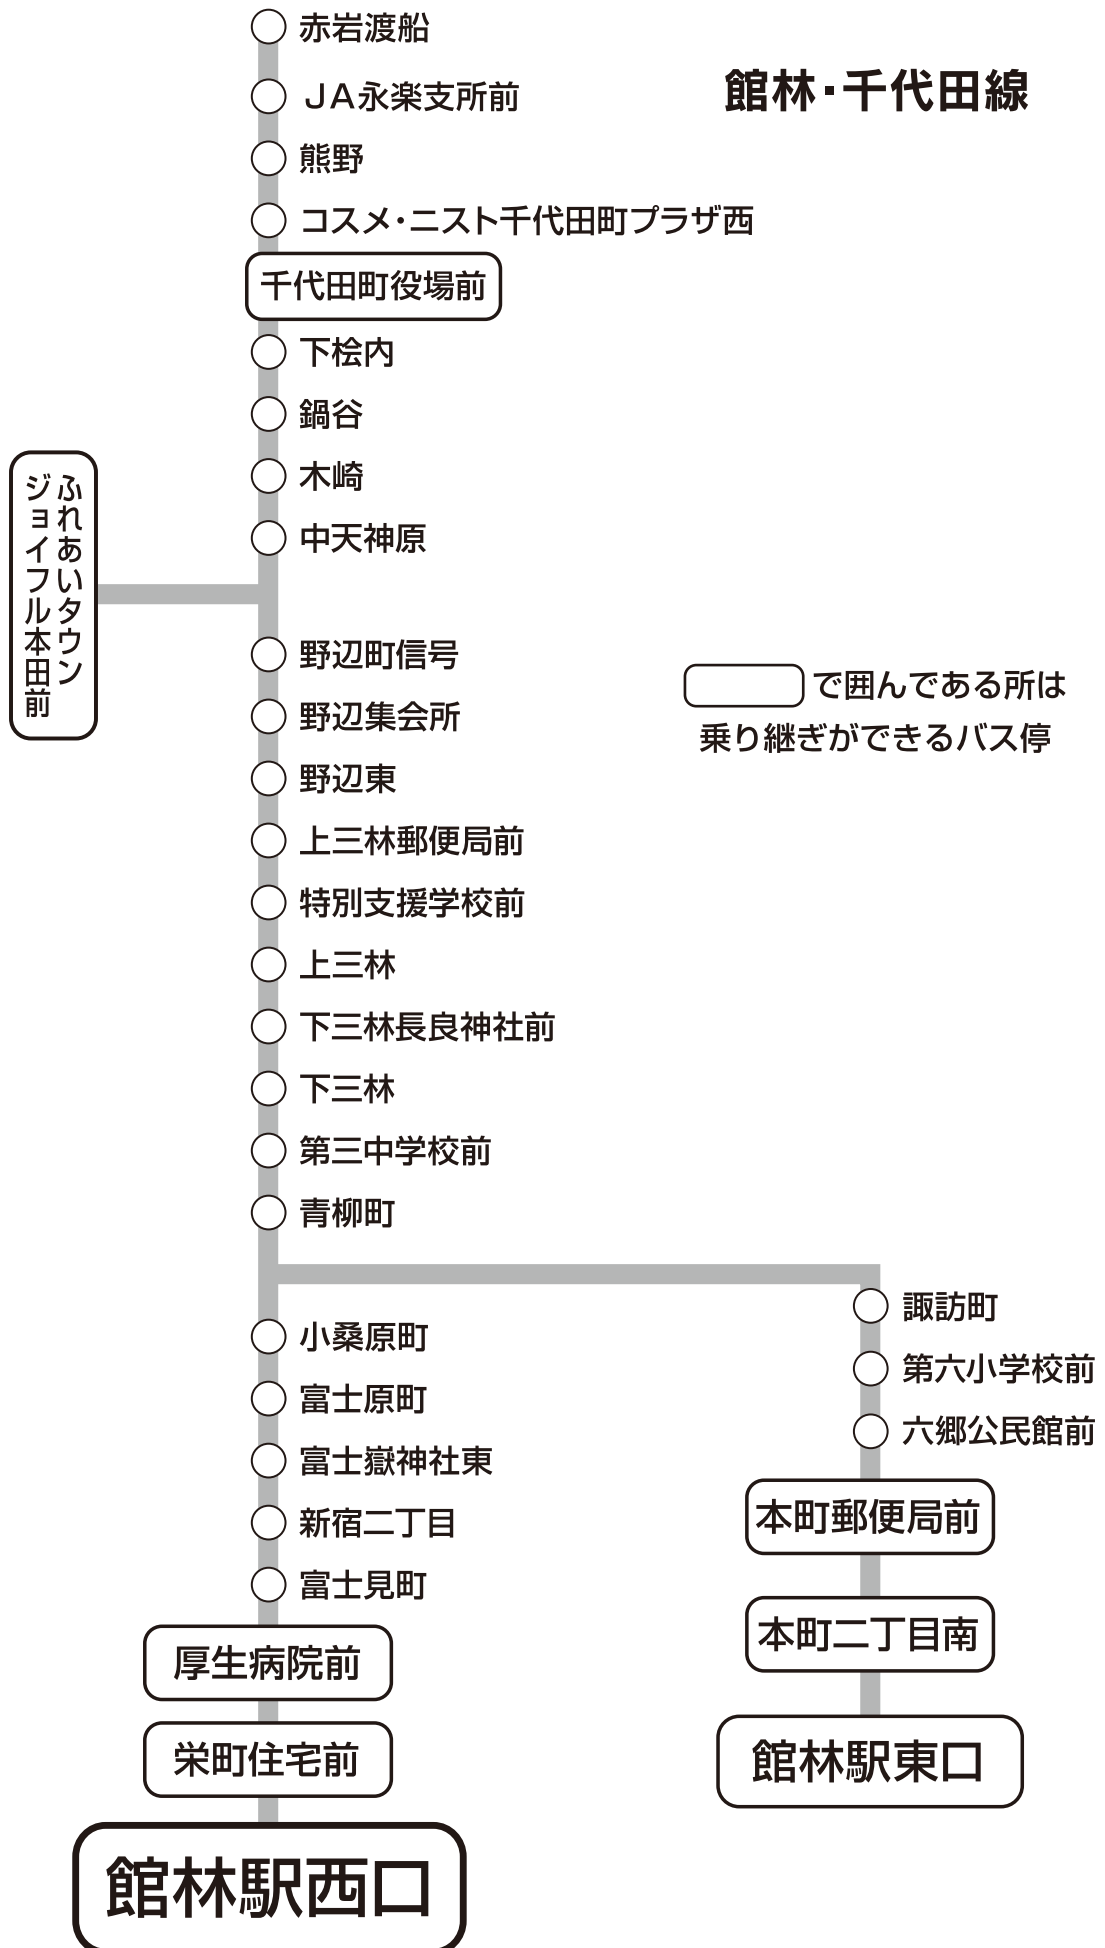 館林・千代田線
赤岩渡船
JA永楽支所前
熊野
コスメ・ニスト千代田町プラザ西
千代田町役場前
下桧内
鍋谷
木崎
中天神原
ふれあいタウン
ジョイフル本田前
野辺町信号
野辺集会所
野辺東
上三林郵便局前
特別支援学校前
上三林
下三林長良神社前
下三林
第三中学校前
青柳町
で囲んである所は
乗り継ぎができるバス停
小桑原町
富士原町
富士嶽神社東
新宿二丁目
富士見町
厚生病院前
栄町住宅前
館林駅西口
諏訪町
第六小学校前
六郷公民館前
本町郵便局前
本町二丁目南
館林駅東口